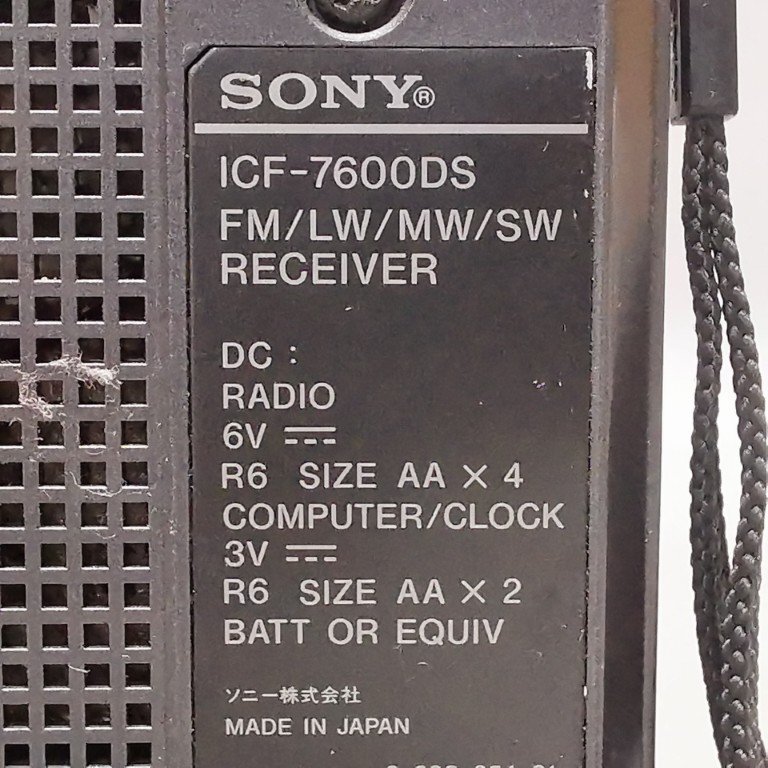 SONY®
ICF-7600DS
FM/LW/MW/SW
RECEIVER
DC :
RADIO
6V ⎓
R6 SIZE AA × 4
COMPUTER/CLOCK
3V ⎓
R6 SIZE AA × 2
BATT OR EQUIV
ソニー株式会社
MADE IN JAPAN